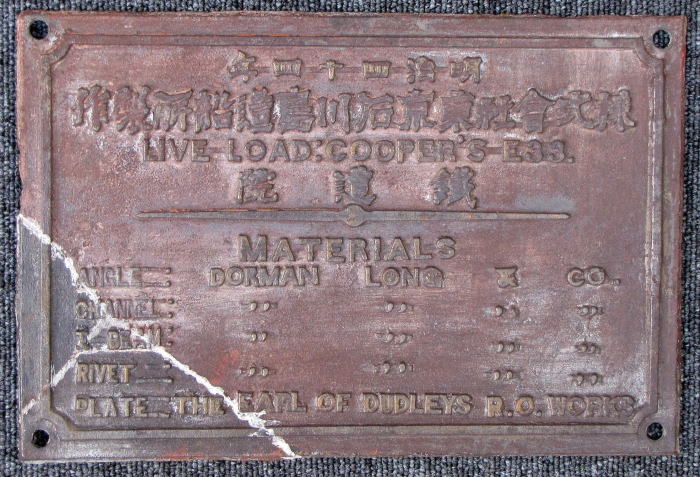 明治四十四年
株式會社東京石川島造船所製作
LIVE-LOAD:COOPER'S-E33.
鐵道院
MATERIALS
ANGLE DORMAN LONG & CO.
CHANNEL: " " " "
I-BEAM: " " " "
RIVET " " " "
PLATE THE EARL OF DUDLEYS R.O. WORKS